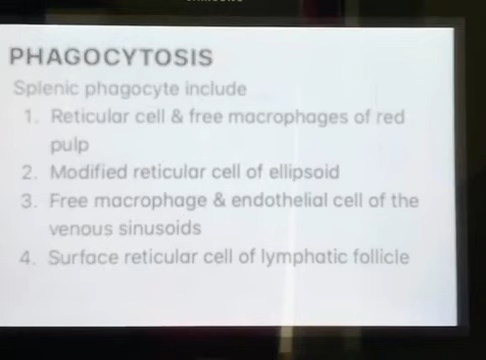 PHAGOCYTOSIS
Splenic phagocyte include
1. Reticular cell & free macrophages of red
pulp
2. Modified reticular cell of ellipsoid
3. Free macrophage & endothelial cell of the
venous sinusoids
4. Surface reticular cell of lymphatic follicle